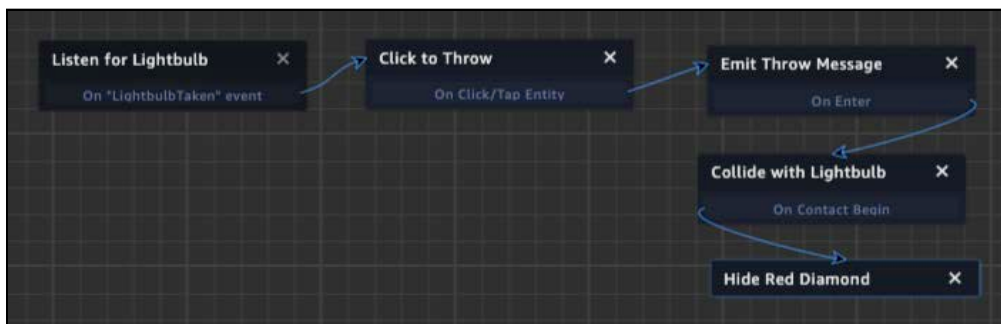 Listen for Lightbulb ×
On "LightbulbTaken" event
Click to Throw ×
On Click/Tap Entity
Emit Throw Message ×
On Enter
Collide with Lightbulb ×
On Contact Begin
Hide Red Diamond ×